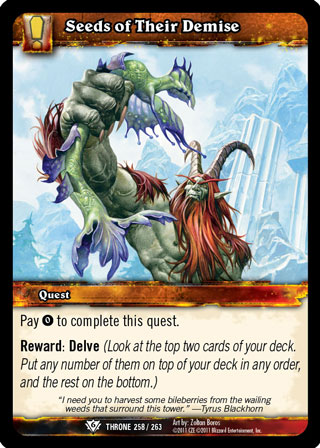 Seeds of Their Demise
Quest
Pay 0 to complete this quest.
Reward: Delve (Look at the top two cards of your deck.
Put any number of them on top of your deck in any order,
and the rest on the bottom.)
"I need you to harvest some bileberries from the wailing
weeds that surround this tower." —Tyrus Blackhorn
THRONE 258 / 263
Art by: Zoltan Boros
©2011 CZE ©2011 Blizzard Entertainment, Inc.